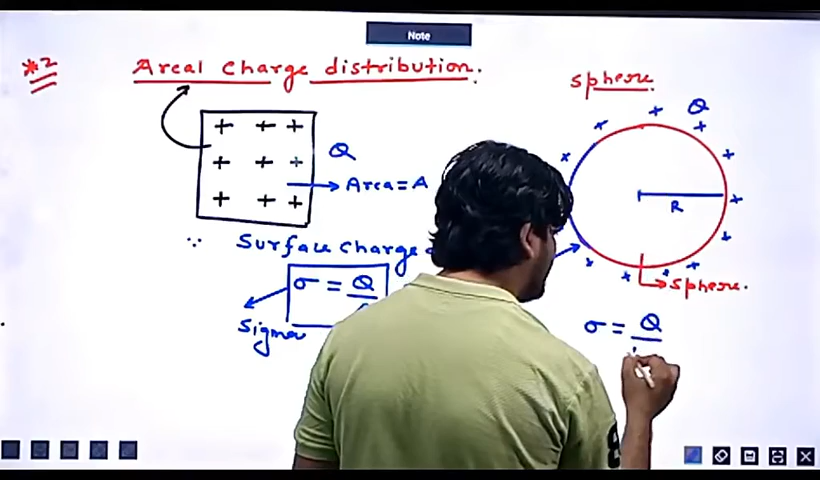 Note
*2
Areal Charge distribution.
sphere
Q
+ + +
+ + +
+ + +
Q
Area = A
R
∵ Surface Charge
σ = Q
Sigma
sphere.
σ = Q